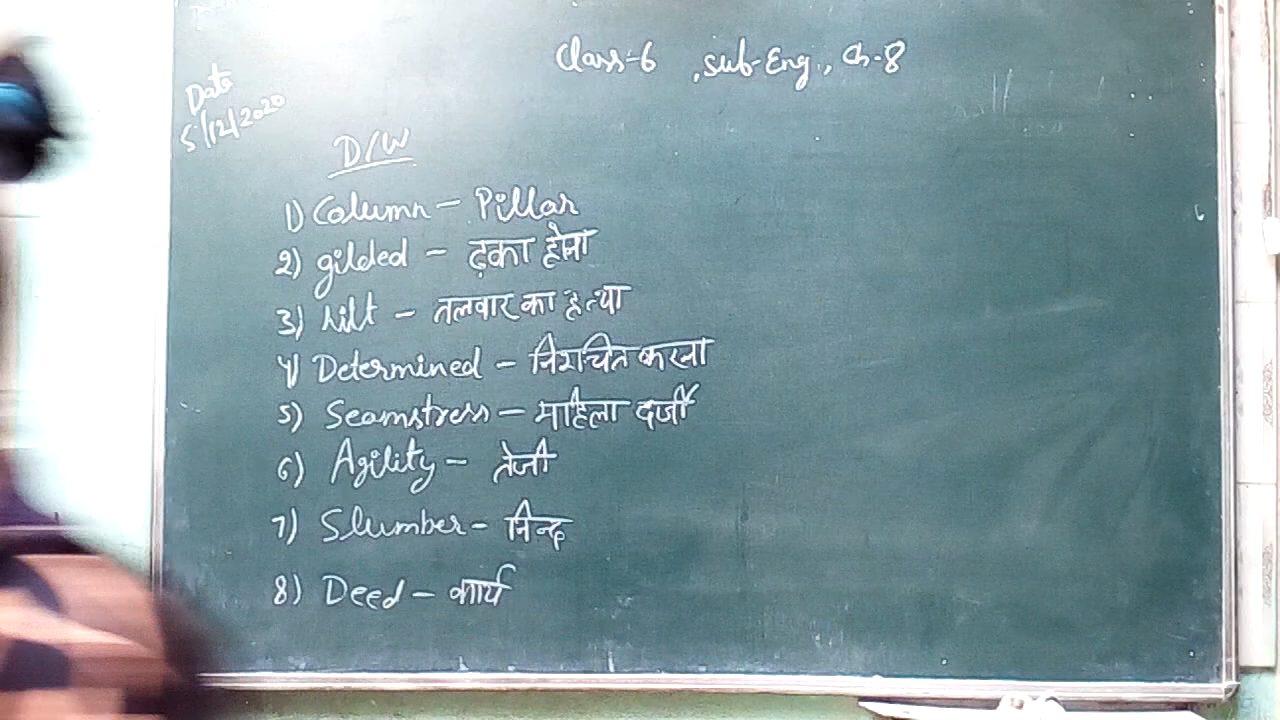 Class-6 , Sub-Eng., Ch-8
Date
5/12/2020
D/W
1) Column - Pillar
2) gilded - ढ़का होना
3) hilt - तलवार का हत्था
4) Determined - निश्चित करना
5) Seamstress - महिला दर्जी
6) Agility - तेजी
7) Slumber - निन्द
8) Deed - कार्य